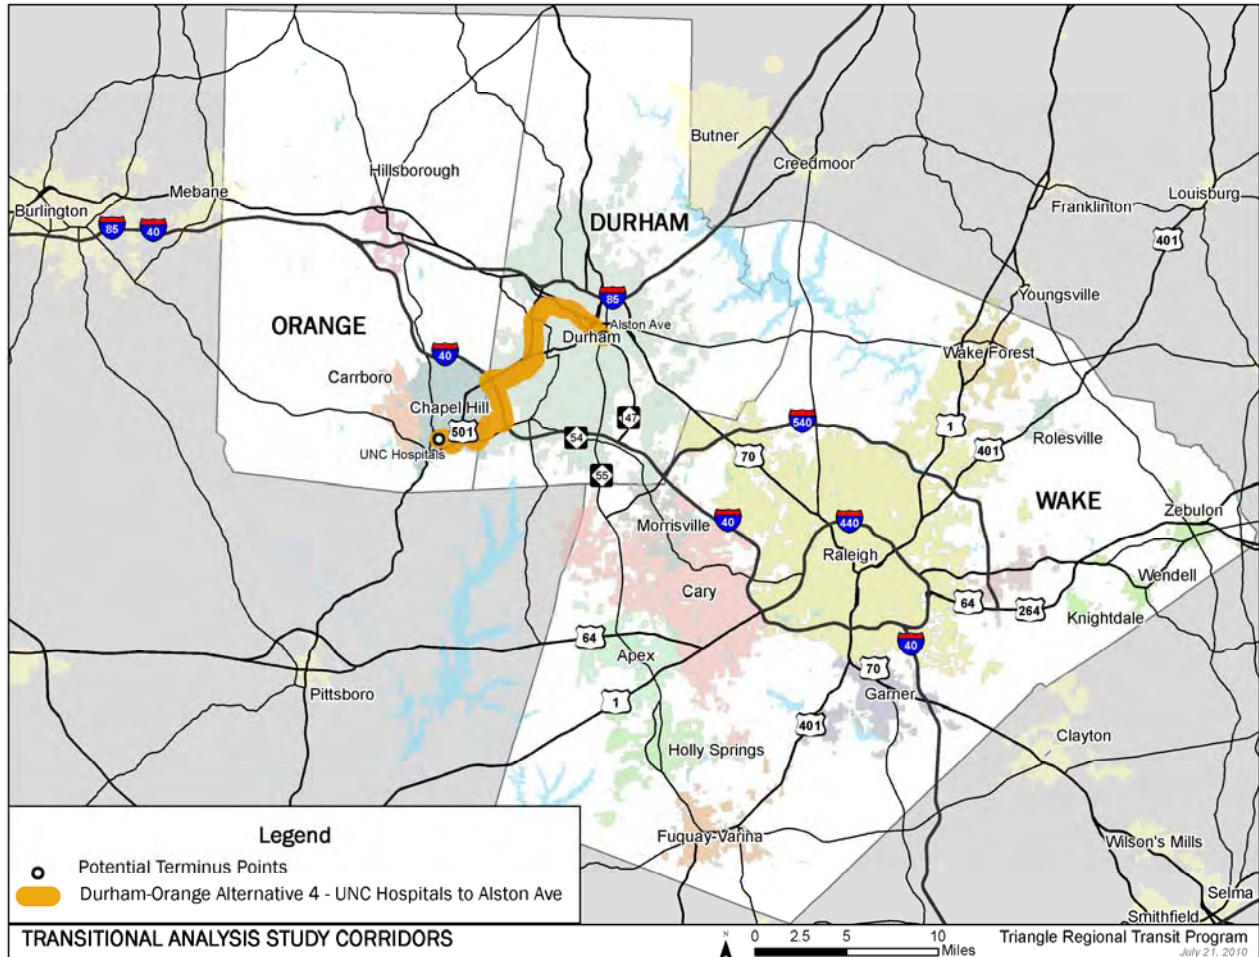 Butner
Creedmoor
Hillsborough
Mebane
Burlington
85
40
Louisburg
Franklinton
401
DURHAM
Youngsville
85
Alston Ave
Durham
ORANGE
40
Wake Forest
Carrboro
Chapel Hill
501
UNC Hospitals
147
54
540
1
401
Rolesville
55
70
WAKE
Zebulon
Morrisville
40
440
Raleigh
Wendell
Cary
64
264
Knightdale
64
40
Apex
70
Pittsboro
1
Garner
401
Clayton
Holly Springs
Fuquay-Varina
Wilson's Mills
Selma
Smithfield
Legend
Potential Terminus Points
Durham-Orange Alternative 4 - UNC Hospitals to Alston Ave
TRANSITIONAL ANALYSIS STUDY CORRIDORS
N
0 2.5 5 10
Miles
Triangle Regional Transit Program
July 21, 2010